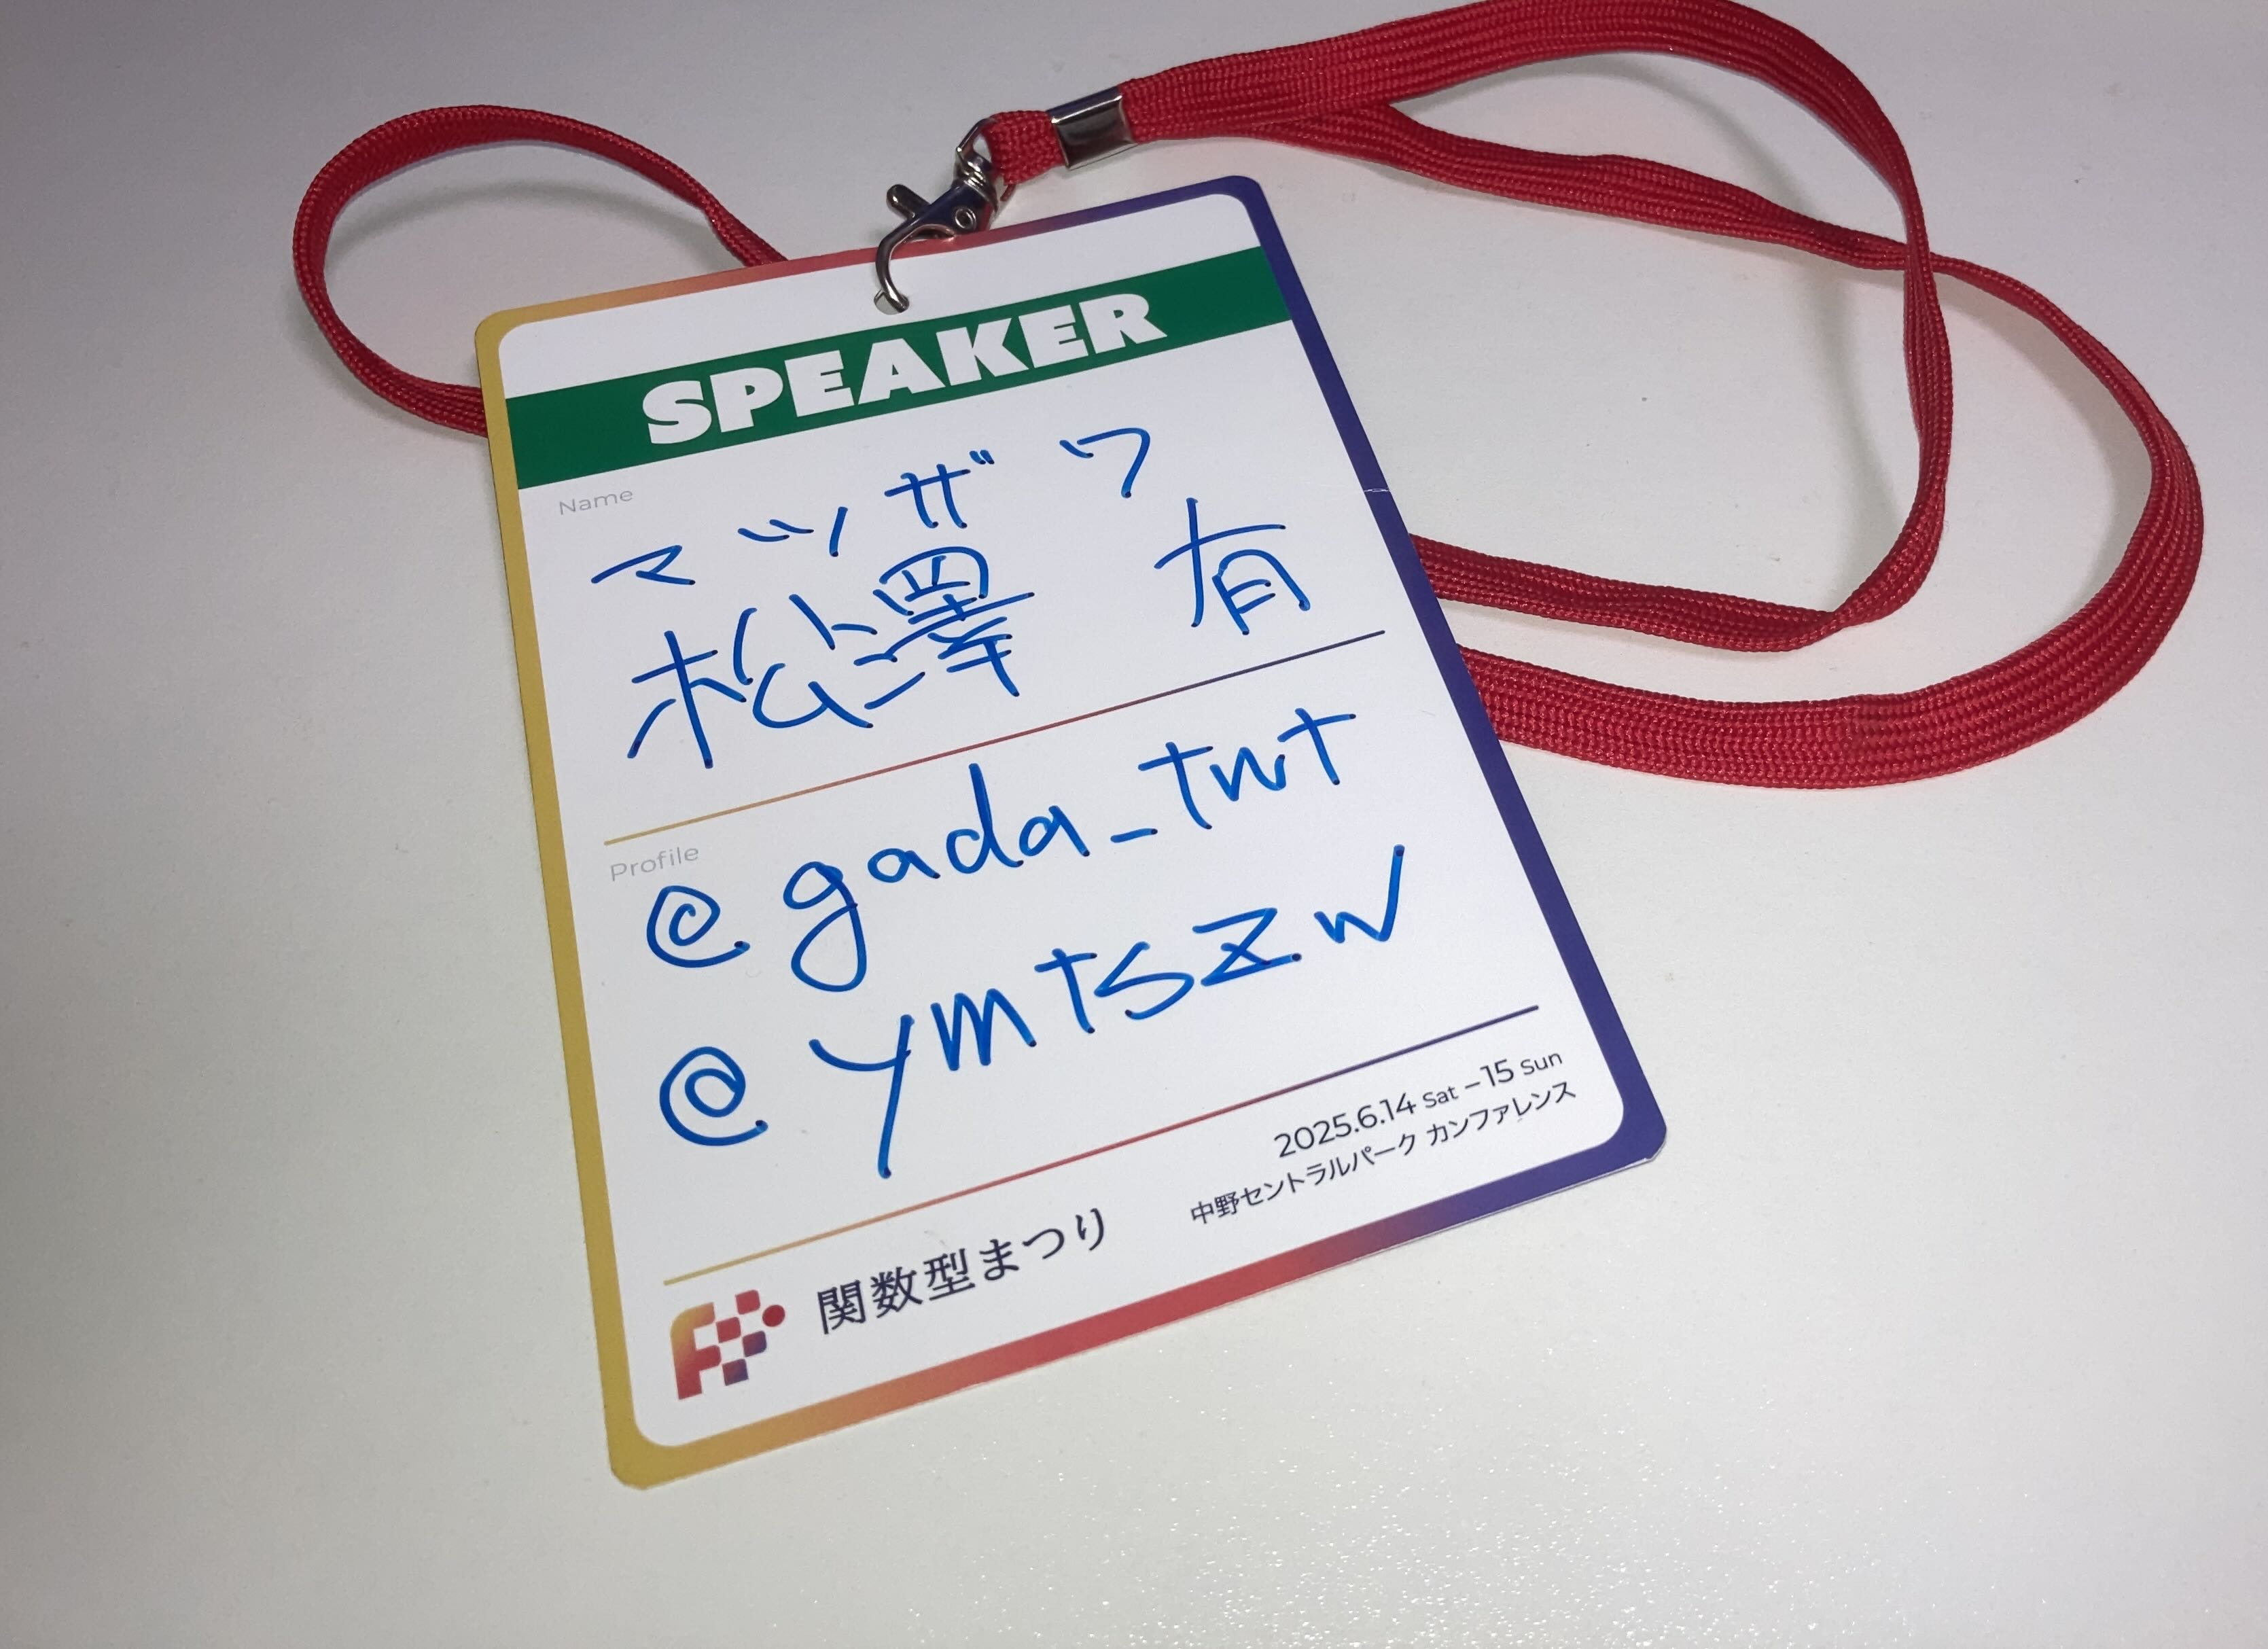 SPEAKER
Name
マツザワ
松澤 有
Profile
@gada_twt
@ymtszw
2025.6.14 Sat –15 Sun
中野セントラルパーク カンファレンス
関数型まつり